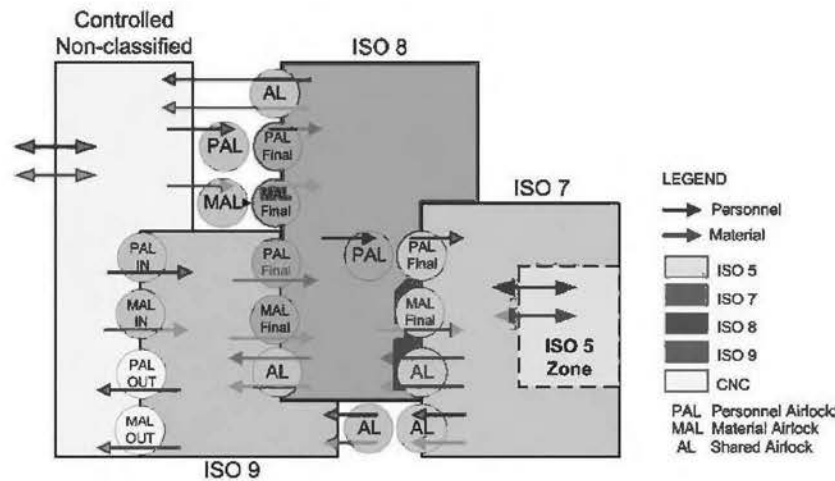 Controlled
Non-classified
ISO 8
AL
PAL
PAL
Final
MAL
MAL
Final
ISO 7
PAL
IN
PAL
Final
PAL
PAL
Final
MAL
IN
MAL
Final
MAL
Final
ISO 5
Zone
PAL
OUT
AL
AL
MAL
OUT
AL
AL
ISO 9
LEGEND
Personnel
Material
ISO 5
ISO 7
ISO 8
ISO 9
CNC
PAL Personnel Airlock
MAL Material Airlock
AL Shared Airlock